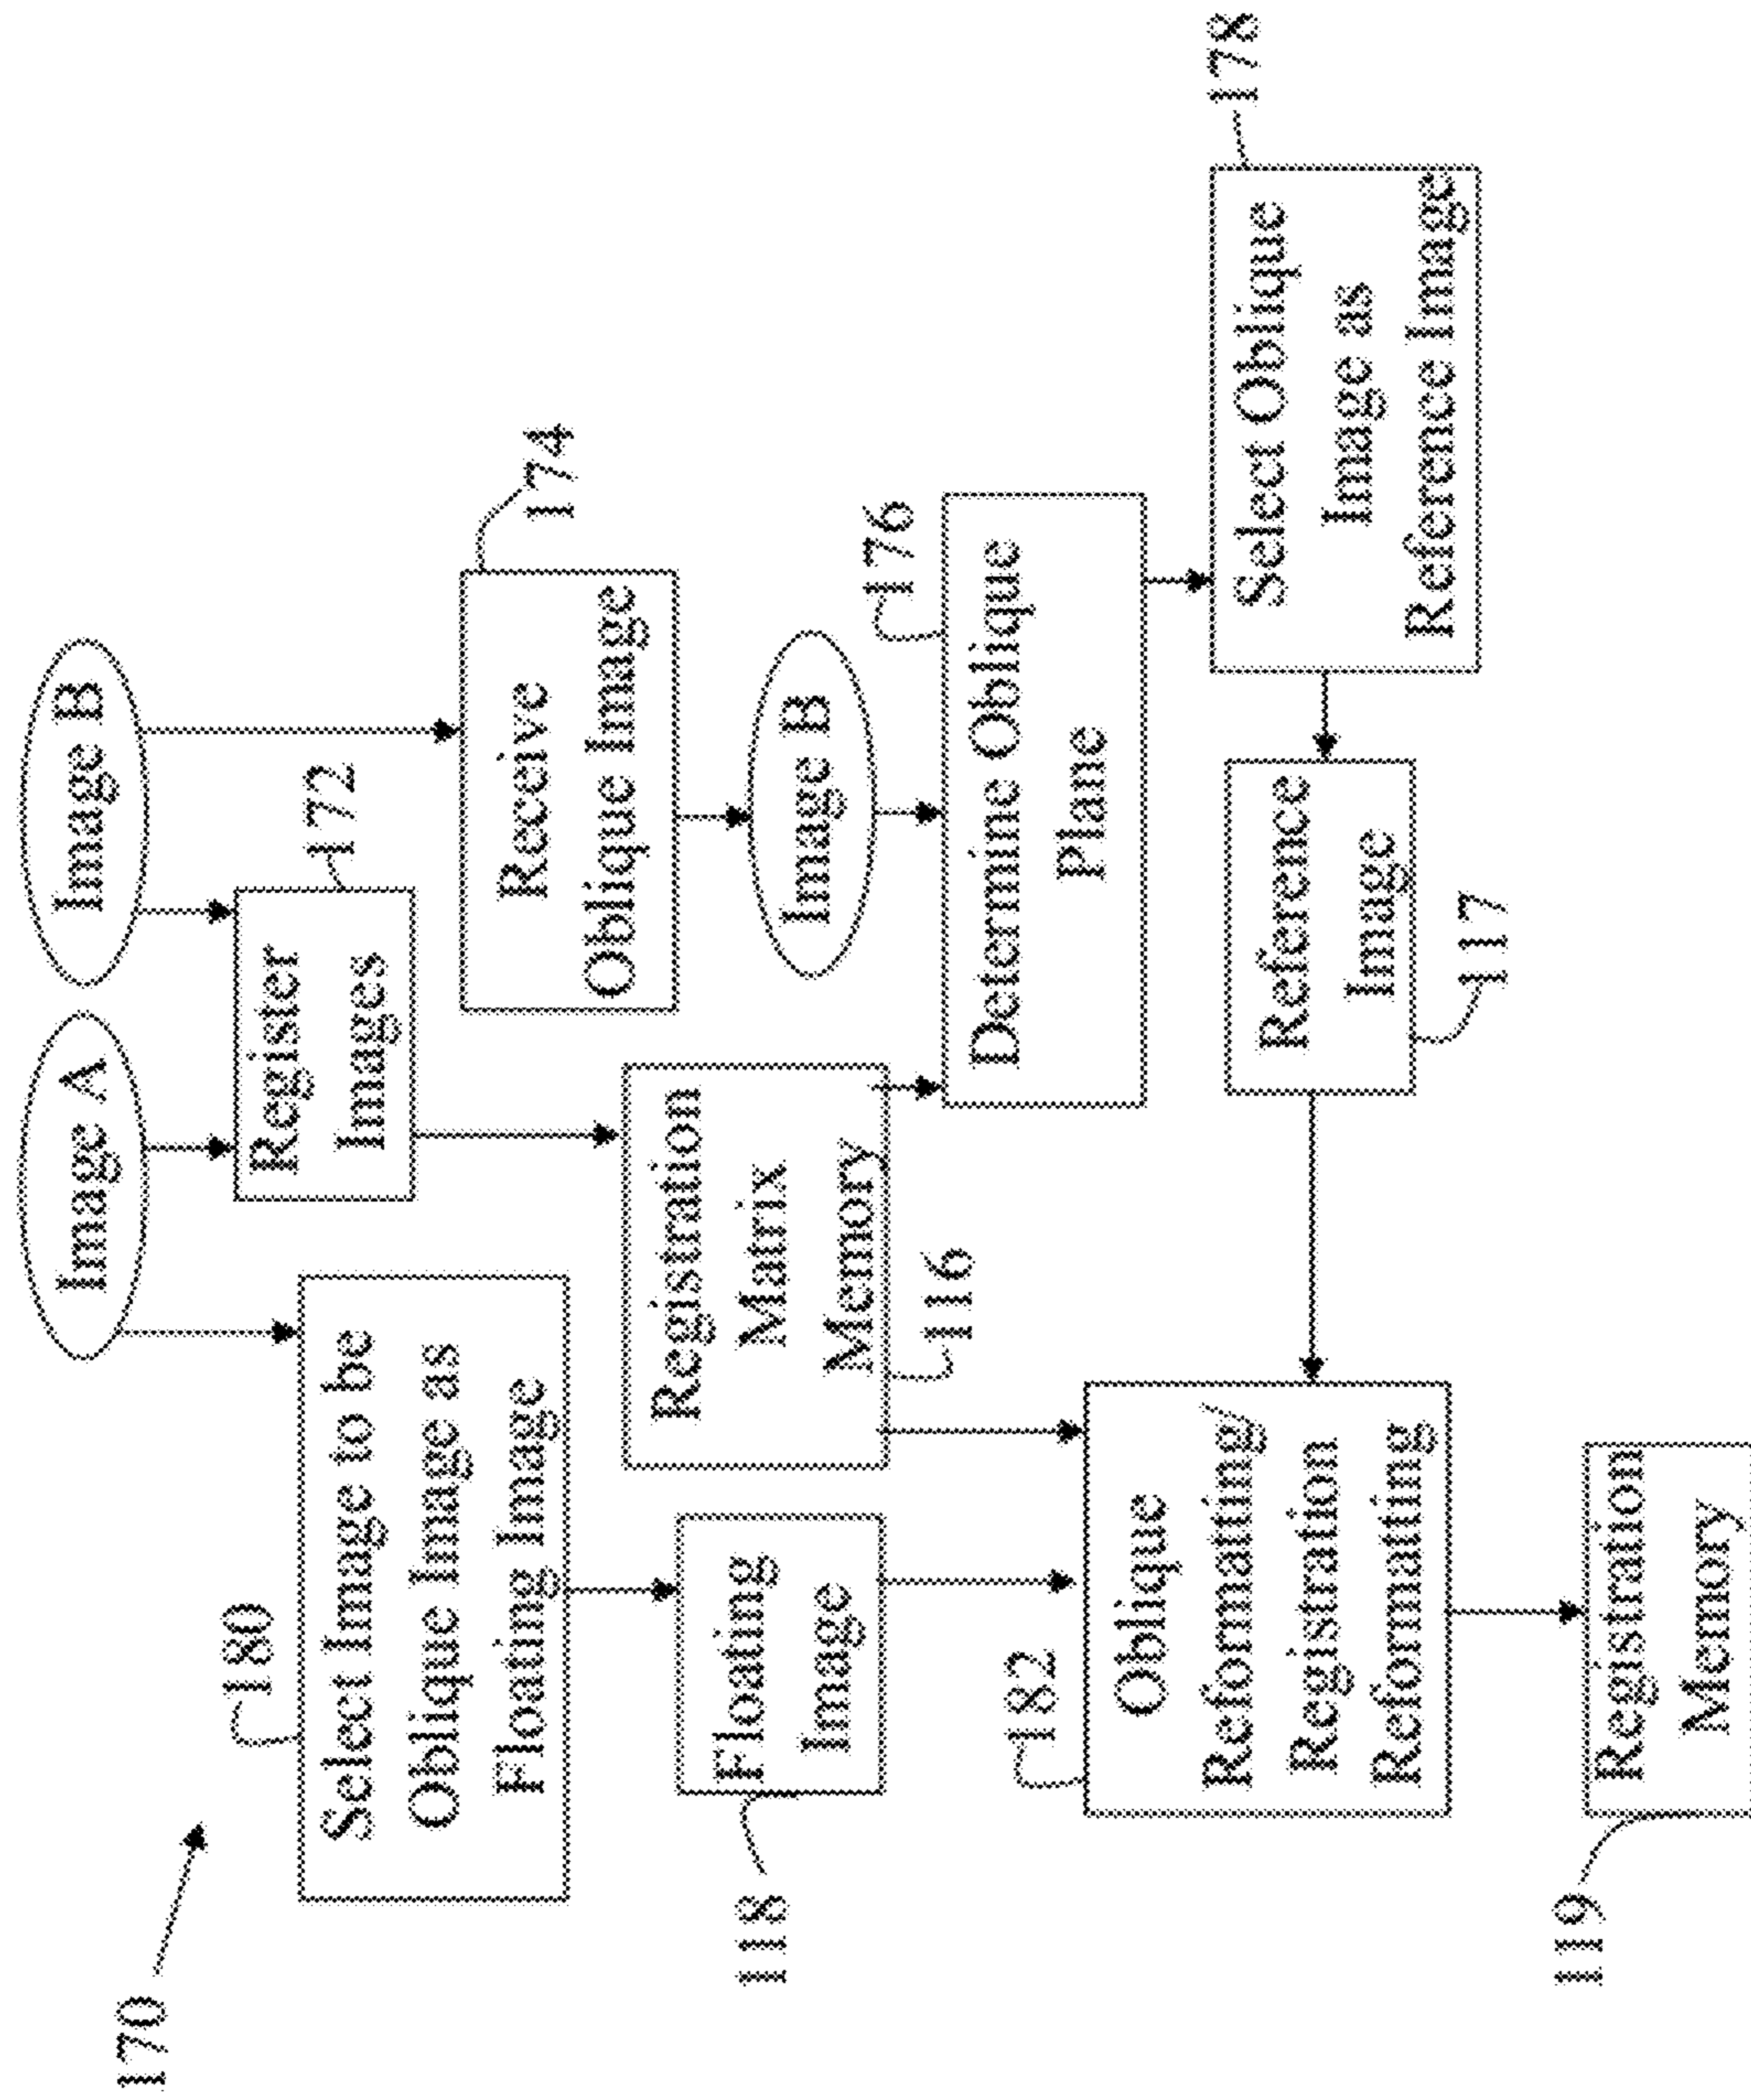 170
Image A
Image B
180
Select Image to be
Oblique Image as
Floating Image
Register
Images
172
Receive
Oblique Image
174
118
Floating
Image
Registration
Matrix
Memory
116
Image B
176
Determine Oblique
Plane
182
Oblique
Reformating/
Registration
Reformating
Reference
Image
117
Select Oblique
Image as
Reference Image
178
119
Registration
Memory